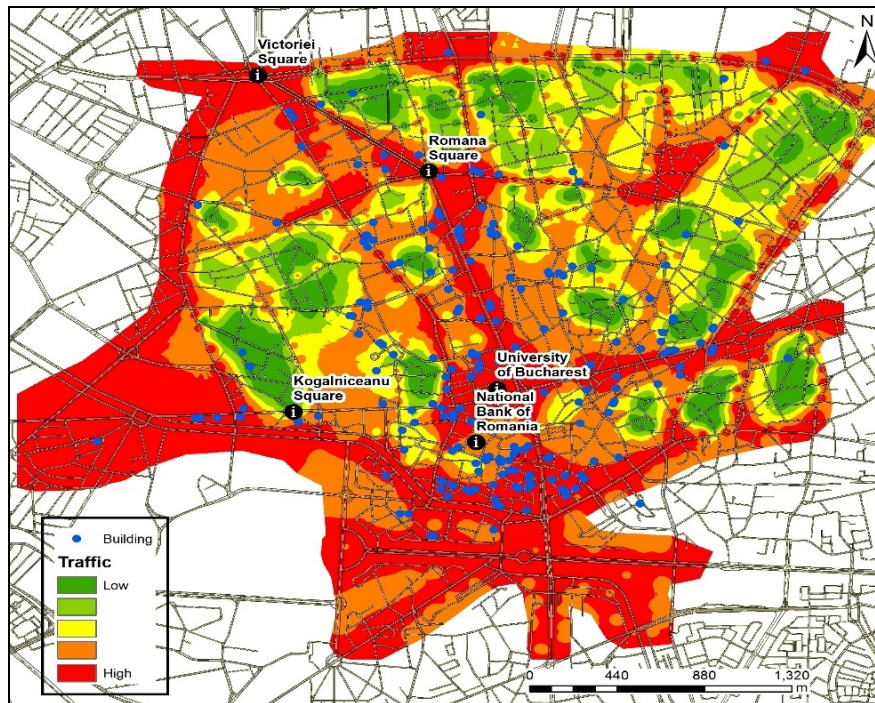 N
Victoriei
Square
i
Romana
Square
i
University
of Bucharest
i
Kogalniceanu
Square
i
National
Bank of
Romania
i
Building
Traffic
Low
High
0 440 880 1,320
m